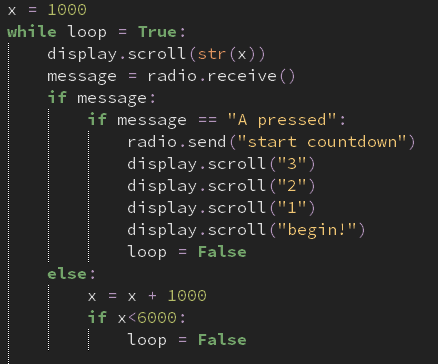 x = 1000
while loop = True:
    display.scroll(str(x))
    message = radio.receive()
    if message:
        if message == "A pressed":
            radio.send("start countdown")
            display.scroll("3")
            display.scroll("2")
            display.scroll("1")
            display.scroll("begin!")
            loop = False
    else:
        x = x + 1000
        if x<6000:
            loop = False